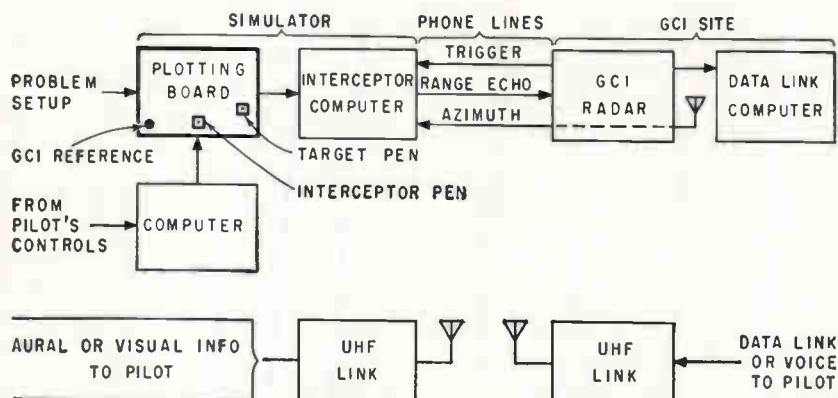 SIMULATOR
PHONE LINES
GCI SITE
PROBLEM
SETUP
PLOTTING
BOARD
INTERCEPTOR
COMPUTER
TRIGGER
RANGE ECHO
AZIMUTH
GCI
RADAR
DATA LINK
COMPUTER
GCI REFERENCE
TARGET PEN
INTERCEPTOR PEN
FROM
PILOT'S
CONTROLS
COMPUTER
AURAL OR VISUAL INFO
TO PILOT
UHF
LINK
UHF
LINK
DATA LINK
OR VOICE
TO PILOT